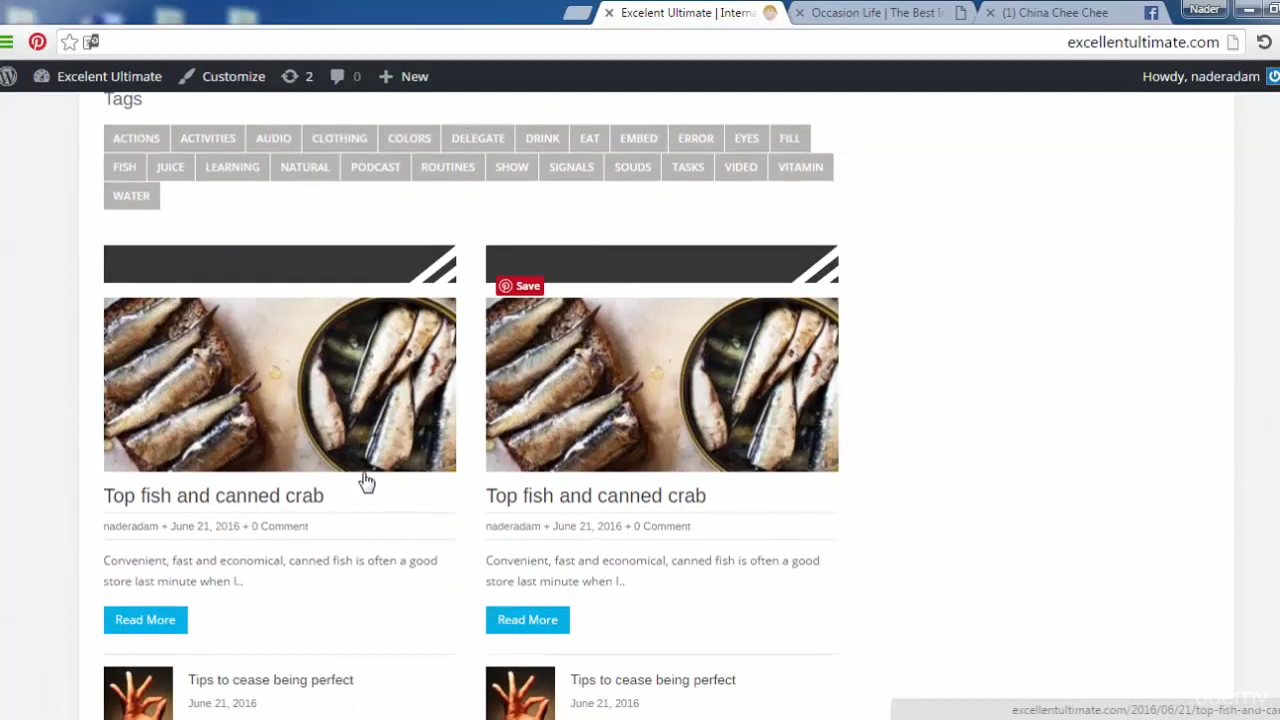 Excelent Ultimate | Interna
Occasion Life | The Best I
(1) China Chee Chee
Nader
excellentultimate.com
Excelent Ultimate
Customize
2
0
New
Howdy, naderadam
Tags
ACTIONS ACTIVITIES AUDIO CLOTHING COLORS DELEGATE DRINK EAT EMBED ERROR EYES FILL
FISH JUICE LEARNING NATURAL PODCAST ROUTINES SHOW SIGNALS SOUDS TASKS VIDEO VITAMIN
WATER
Save
Top fish and canned crab
naderadam + June 21, 2016 + 0 Comment
Convenient, fast and economical, canned fish is often a good
store last minute when I..
Read More
Tips to cease being perfect
June 21, 2016
Top fish and canned crab
naderadam + June 21, 2016 + 0 Comment
Convenient, fast and economical, canned fish is often a good
store last minute when I..
Read More
Tips to cease being perfect
June 21, 2016
udemy
excellentultimate.com/2016/06/21/top-fish-and-ca